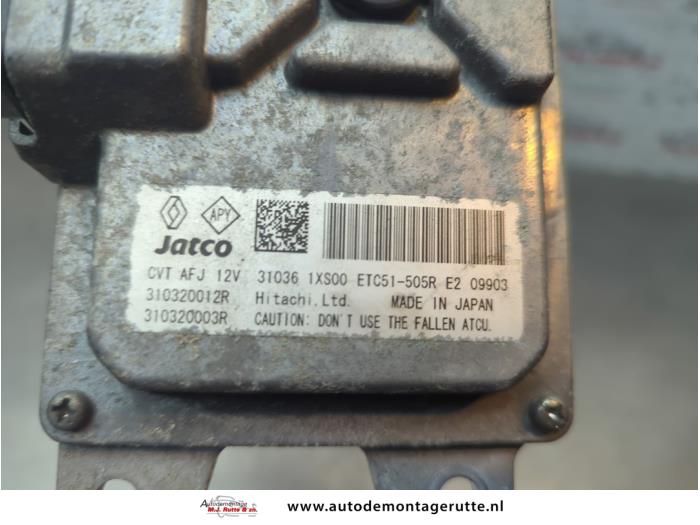 APY
Jatco
CVT AFJ 12V 31036 1XS00 ETC51-505R E2 09903
310320012R Hitachi.Ltd. MADE IN JAPAN
310320003R CAUTION: DON'T USE THE FALLEN ATCU.
Autodemontage
M.J. Rutte & zn.
www.autodemontagerutte.nl